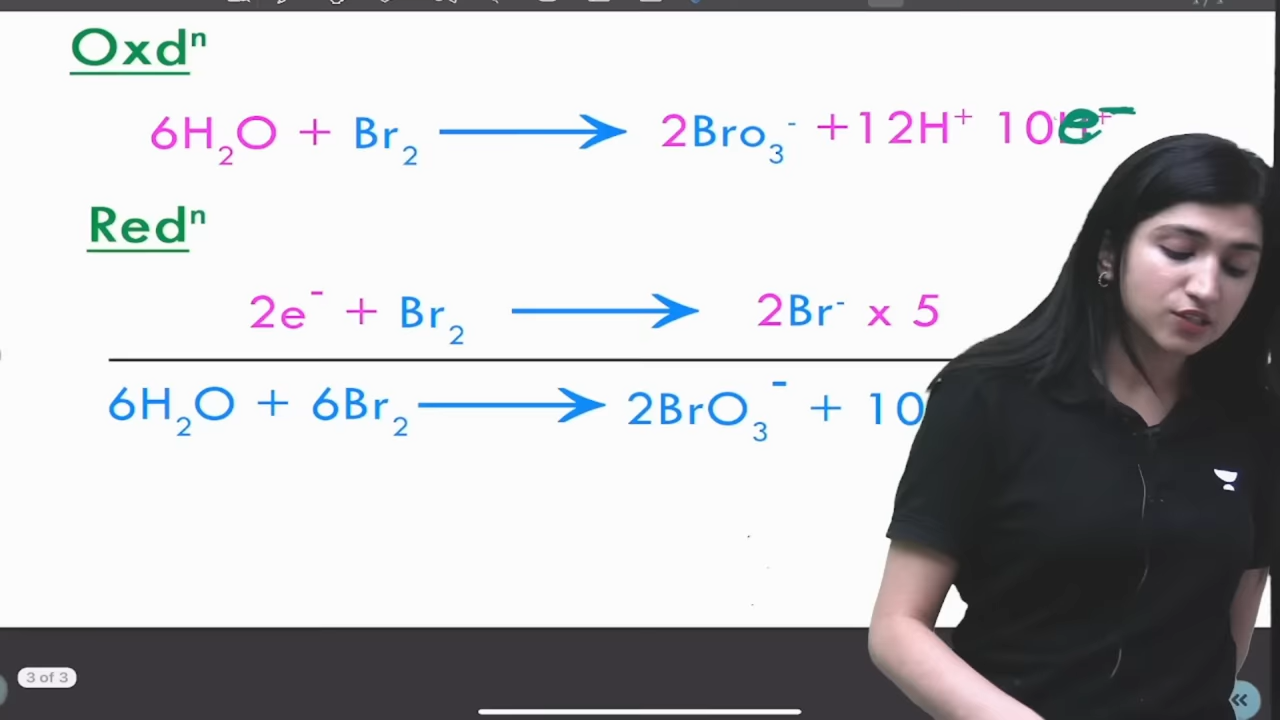 Oxdⁿ
6H₂O + Br₂ ⟶ 2Bro₃⁻ +12H⁺ 10e⁻
Redⁿ
2e⁻ + Br₂ ⟶ 2Br⁻ x 5
6H₂O + 6Br₂ ⟶ 2BrO₃⁻ + 10
3 of 3